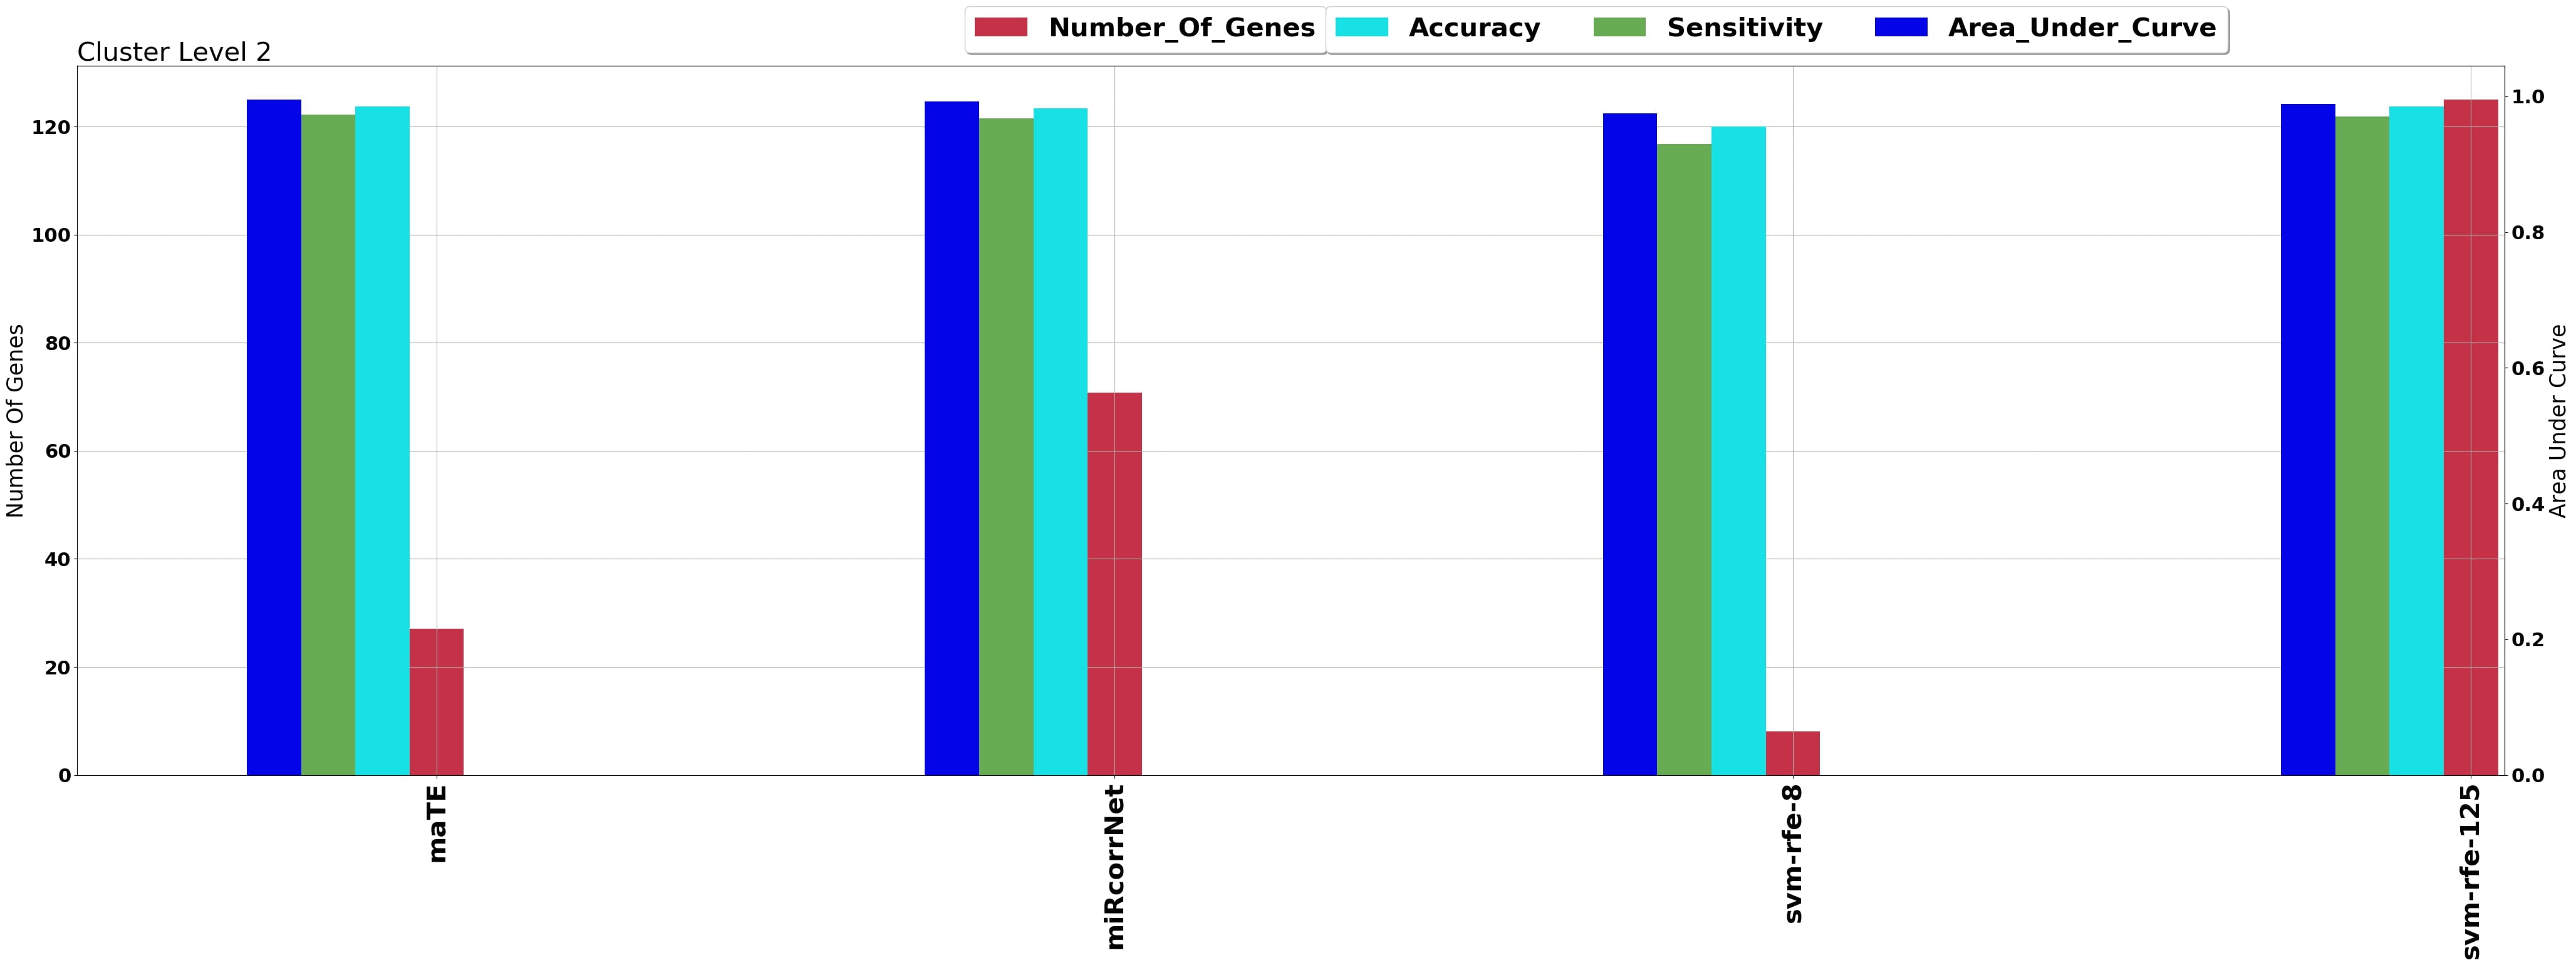 Number_Of_Genes Accuracy Sensitivity Area_Under_Curve
Cluster Level 2
Number Of Genes
120
100
80
60
40
20
0
1.0
0.8
0.6
0.4
0.2
0.0
Area Under Curve
maTE
miRcorrNet
svm-rfe-8
svm-rfe-125